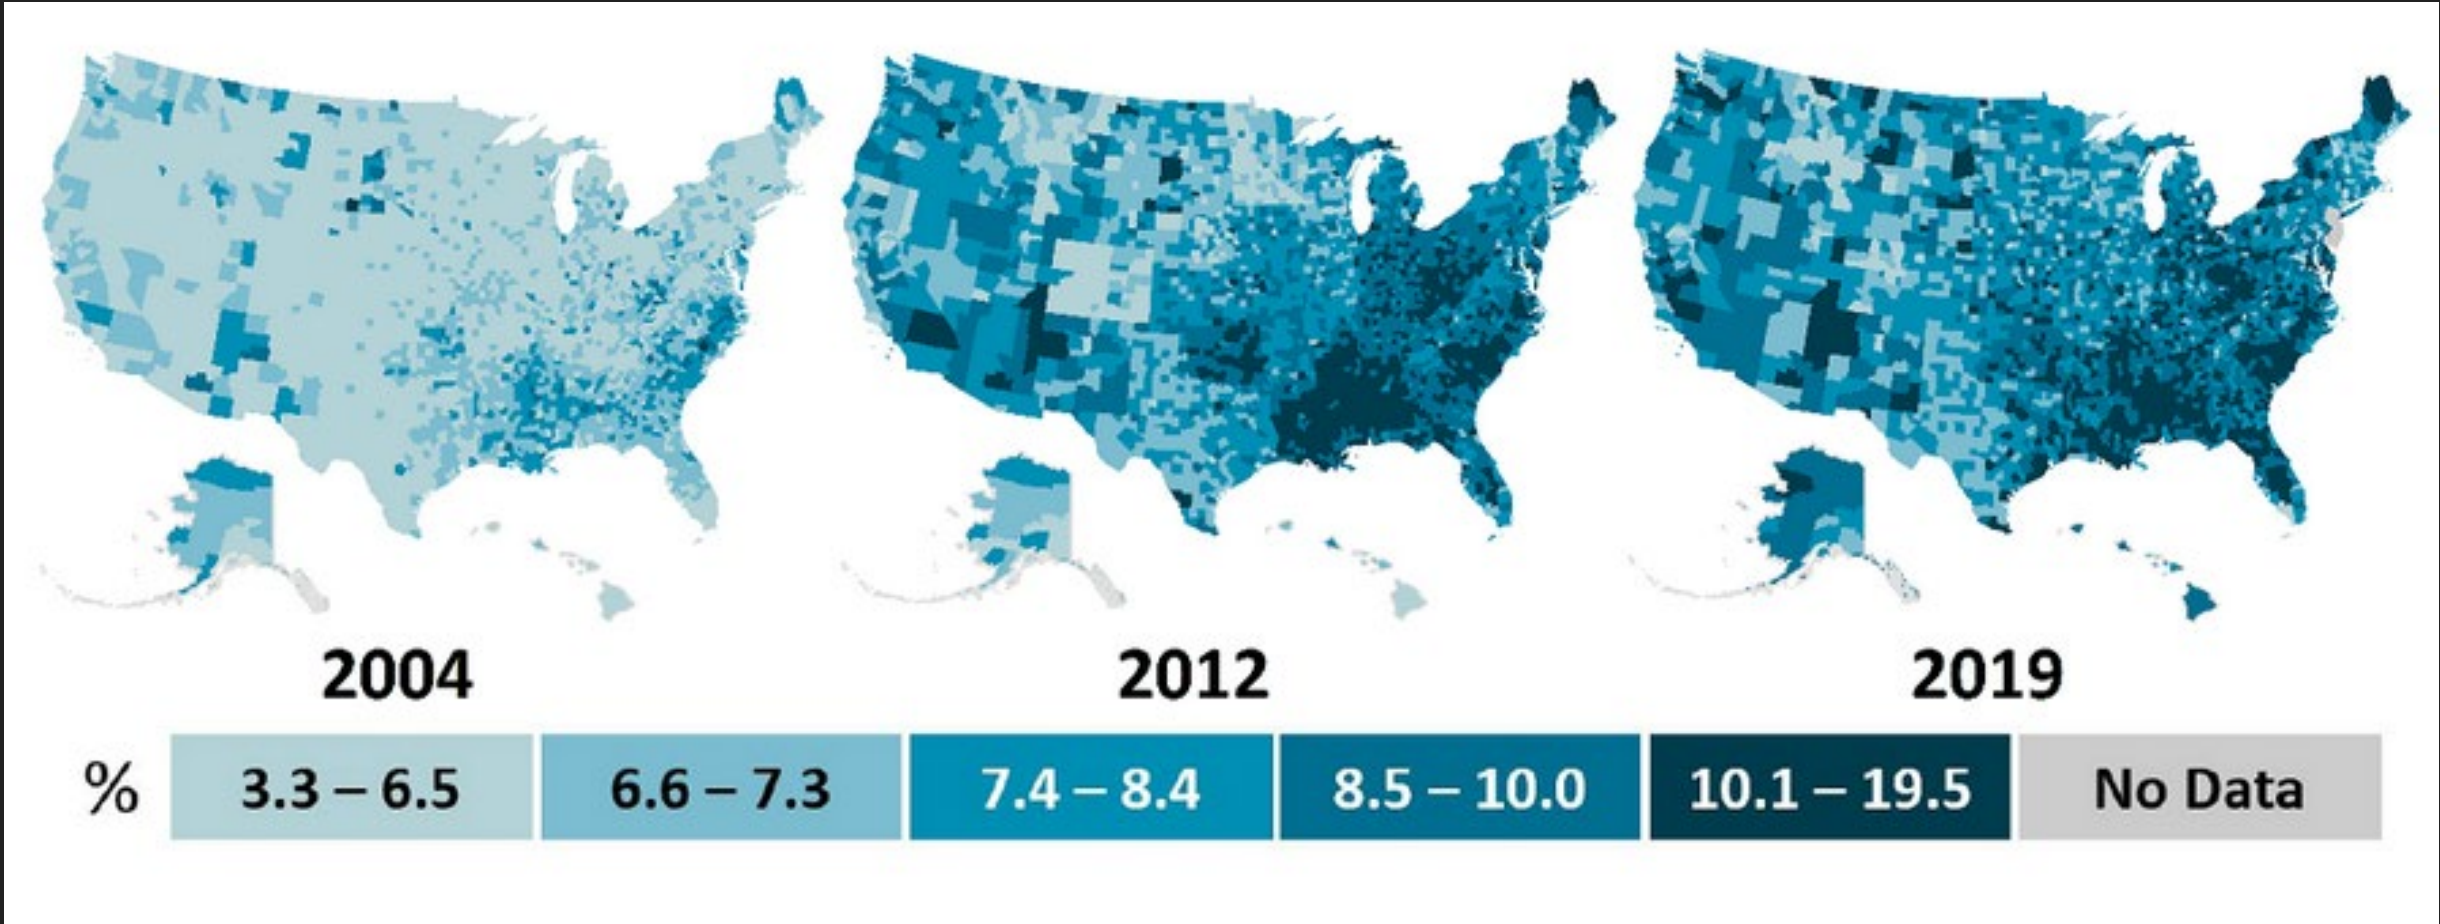 2004 2012 2019
% 3.3 – 6.5 6.6 – 7.3 7.4 – 8.4 8.5 – 10.0 10.1 – 19.5 No Data